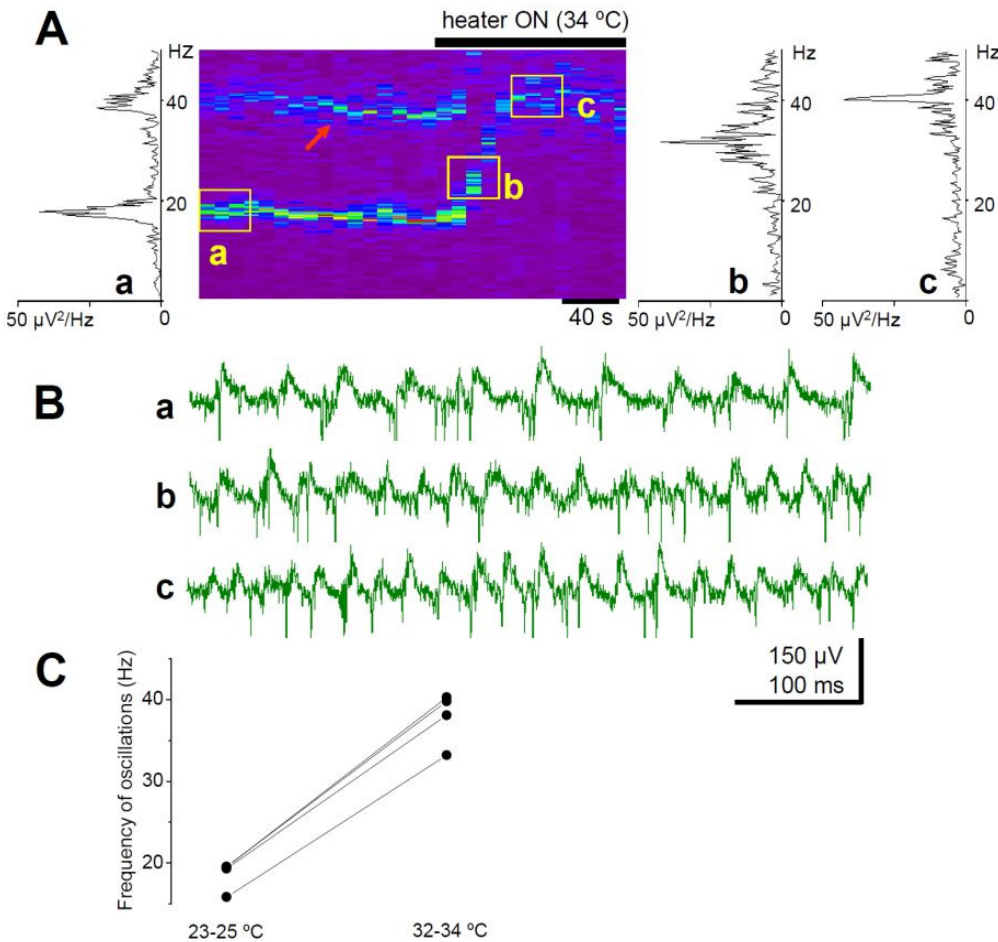 A
heater ON (34 ºC)
Hz
40
20
a
50 µV²/Hz
0
a
b
c
40 s
Hz
40
20
b
50 µV²/Hz
0
Hz
40
20
c
50 µV²/Hz
0
B
a
b
c
150 µV
100 ms
C
Frequency of oscillations (Hz)
40
30
20
23-25 ºC
32-34 ºC